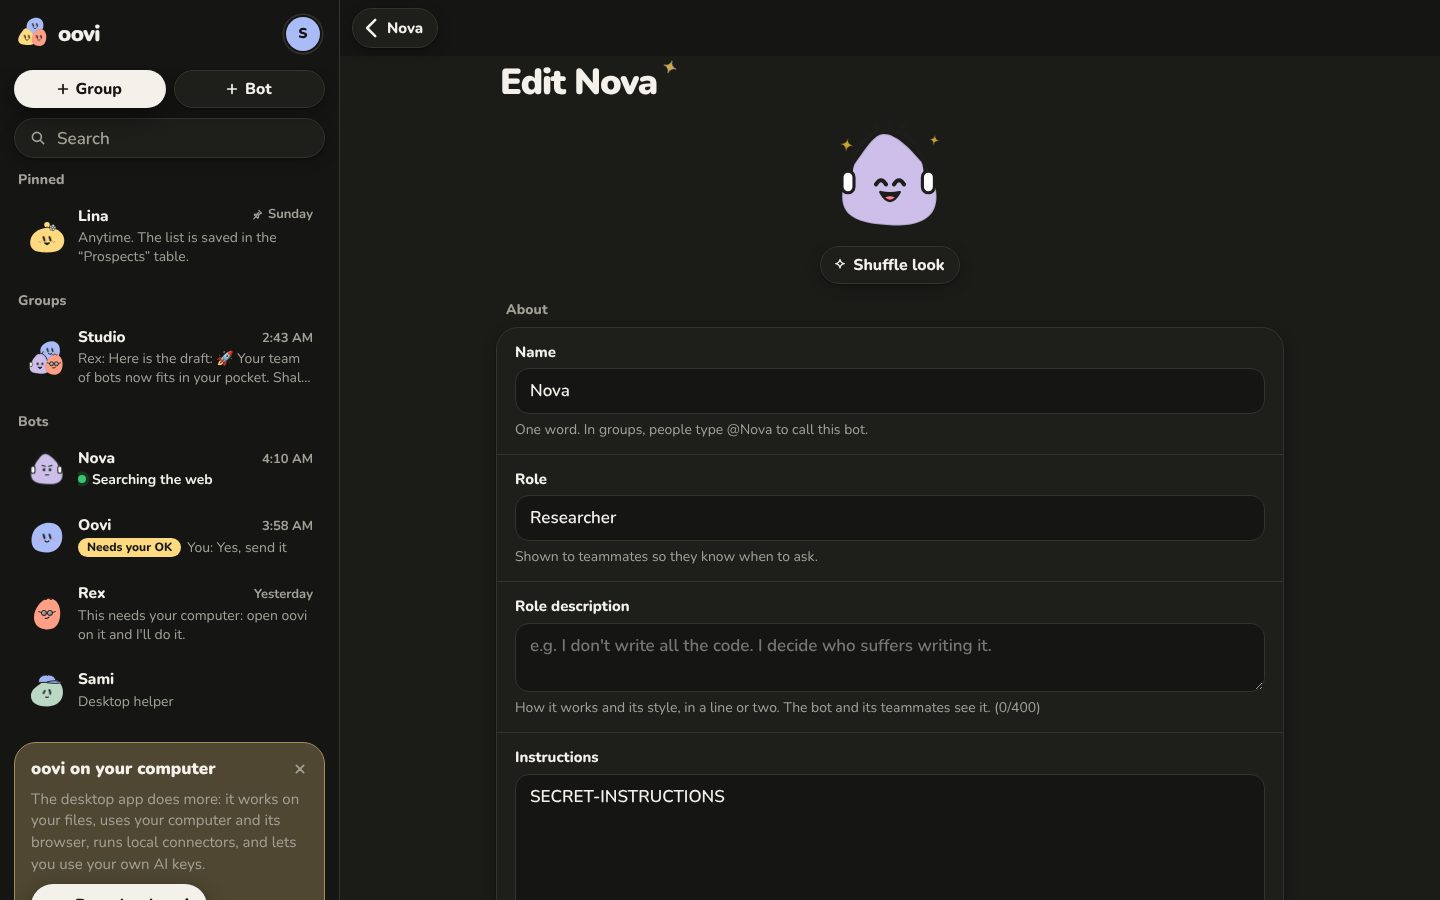 oovi
S
+ Group
+ Bot
Search
Pinned
Lina
Sunday
Anytime. The list is saved in the
“Prospects” table.
Groups
Studio
2:43 AM
Rex: Here is the draft: 🚀 Your team
of bots now fits in your pocket. Shal...
Bots
Nova
4:10 AM
Searching the web
Oovi
3:58 AM
Needs your OK
You: Yes, send it
Rex
Yesterday
This needs your computer: open oovi
on it and I'll do it.
Sami
Desktop helper
oovi on your computer
The desktop app does more: it works on
your files, uses your computer and its
browser, runs local connectors, and lets
you use your own AI keys.
Nova
Edit Nova
Shuffle look
About
Name
Nova
One word. In groups, people type @Nova to call this bot.
Role
Researcher
Shown to teammates so they know when to ask.
Role description
e.g. I don't write all the code. I decide who suffers writing it.
How it works and its style, in a line or two. The bot and its teammates see it. (0/400)
Instructions
SECRET-INSTRUCTIONS